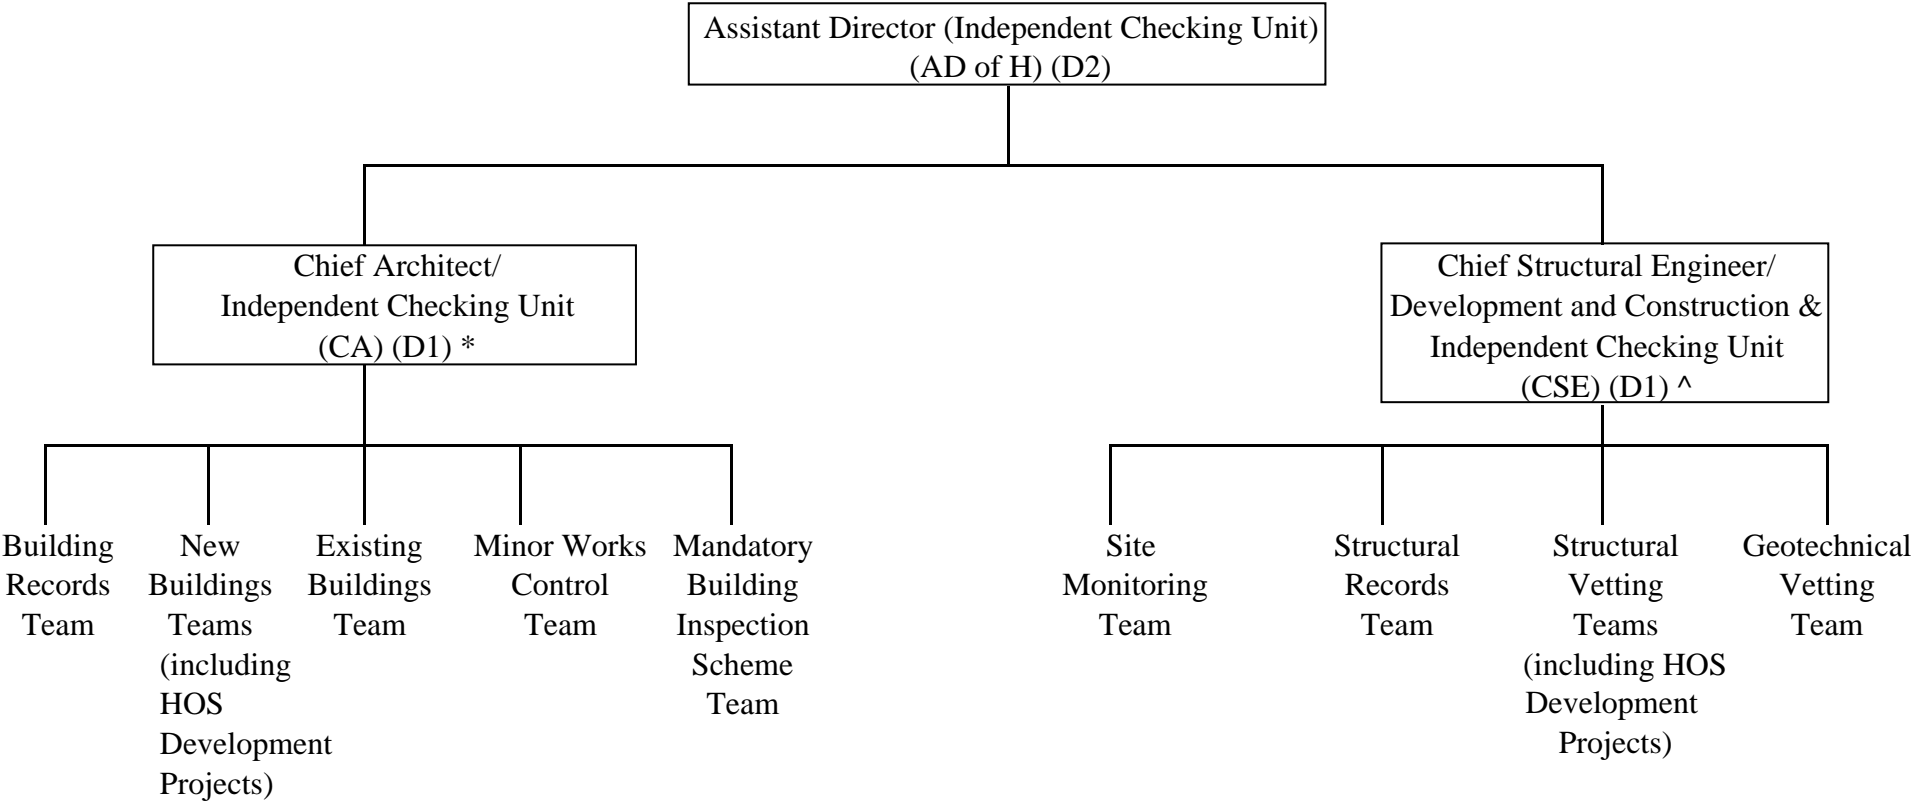 Assistant Director (Independent Checking Unit)
(AD of H) (D2)
Chief Architect/
Independent Checking Unit
(CA) (D1) *
Chief Structural Engineer/
Development and Construction &
Independent Checking Unit
(CSE) (D1) ^
Building
Records
Team
New
Buildings
Teams
(including
HOS
Development
Projects)
Existing
Buildings
Team
Minor Works
Control
Team
Mandatory
Building
Inspection
Scheme
Team
Site
Monitoring
Team
Structural
Records
Team
Structural
Vetting
Teams
(including HOS
Development
Projects)
Geotechnical
Vetting
Team